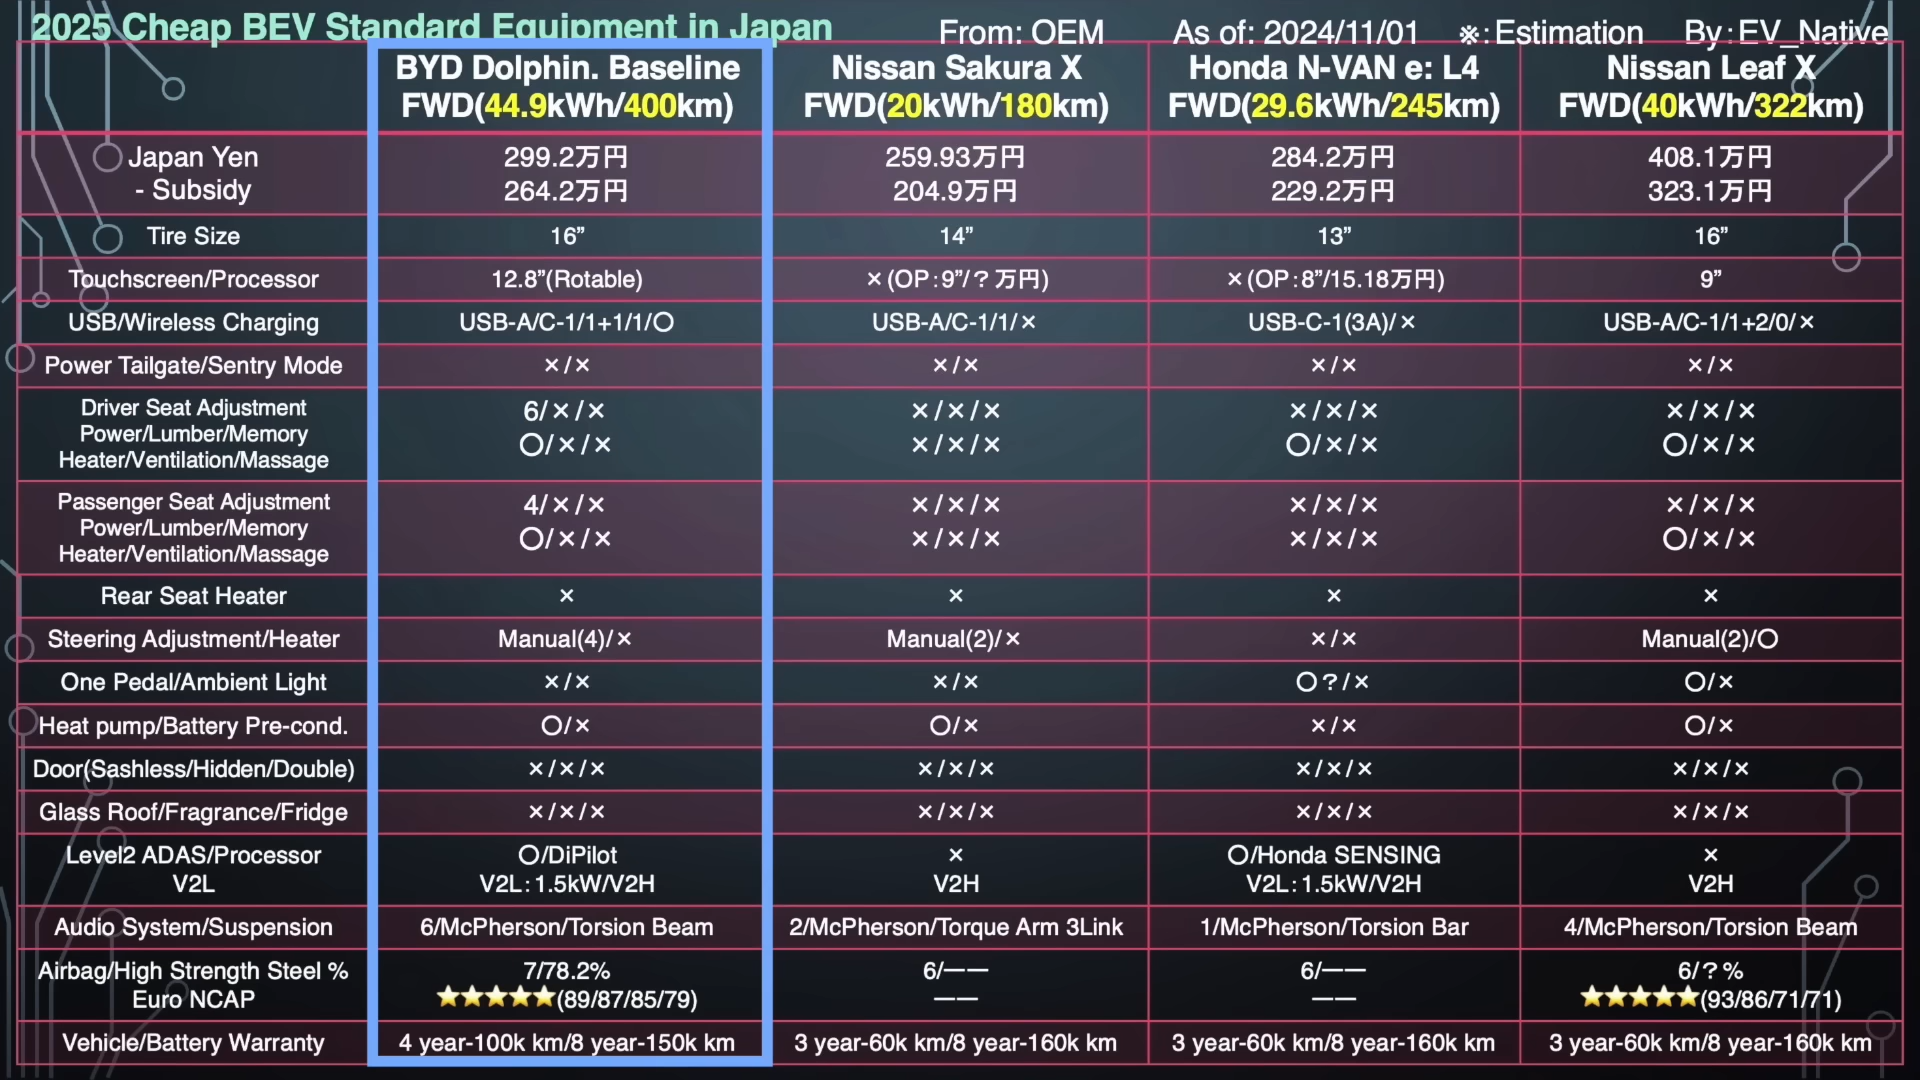 2025 Cheap BEV Standard Equipment in Japan From: OEM As of: 2024/11/01 ※:Estimation By:EV_Native
BYD Dolphin. Baseline FWD(44.9kWh/400km)
Nissan Sakura X FWD(20kWh/180km)
Honda N-VAN e: L4 FWD(29.6kWh/245km)
Nissan Leaf X FWD(40kWh/322km)
Japan Yen 299.2万円 259.93万円 284.2万円 408.1万円
- Subsidy 264.2万円 204.9万円 229.2万円 323.1万円
Tire Size 16” 14” 13” 16”
Touchscreen/Processor 12.8”(Rotable) ×(OP:9”/?万円) ×(OP:8”/15.18万円) 9”
USB/Wireless Charging USB-A/C-1/1+1/1/○ USB-A/C-1/1/× USB-C-1(3A)/× USB-A/C-1/1+2/0/×
Power Tailgate/Sentry Mode ×/× ×/× ×/× ×/×
Driver Seat Adjustment
Power/Lumber/Memory 6/×/× ×/×/× ×/×/× ×/×/×
Heater/Ventilation/Massage ○/×/× ×/×/× ○/×/× ○/×/×
Passenger Seat Adjustment
Power/Lumber/Memory 4/×/× ×/×/× ×/×/× ×/×/×
Heater/Ventilation/Massage ○/×/× ×/×/× ×/×/× ○/×/×
Rear Seat Heater × × × ×
Steering Adjustment/Heater Manual(4)/× Manual(2)/× ×/× Manual(2)/○
One Pedal/Ambient Light ×/× ×/× ○?/× ○/×
Heat pump/Battery Pre-cond. ○/× ○/× ×/× ○/×
Door(Sashless/Hidden/Double) ×/×/× ×/×/× ×/×/× ×/×/×
Glass Roof/Fragrance/Fridge ×/×/× ×/×/× ×/×/× ×/×/×
Level2 ADAS/Processor ○/DiPilot × ○/Honda SENSING ×
V2L V2L:1.5kW/V2H V2H V2L:1.5kW/V2H V2H
Audio System/Suspension 6/McPherson/Torsion Beam 2/McPherson/Torque Arm 3Link 1/McPherson/Torsion Bar 4/McPherson/Torsion Beam
Airbag/High Strength Steel % 7/78.2% 6/—— 6/—— 6/?%
Euro NCAP ⭐⭐⭐⭐⭐(89/87/85/79) —— —— ⭐⭐⭐⭐⭐(93/86/71/71)
Vehicle/Battery Warranty 4 year-100k km/8 year-150k km 3 year-60k km/8 year-160k km 3 year-60k km/8 year-160k km 3 year-60k km/8 year-160k km